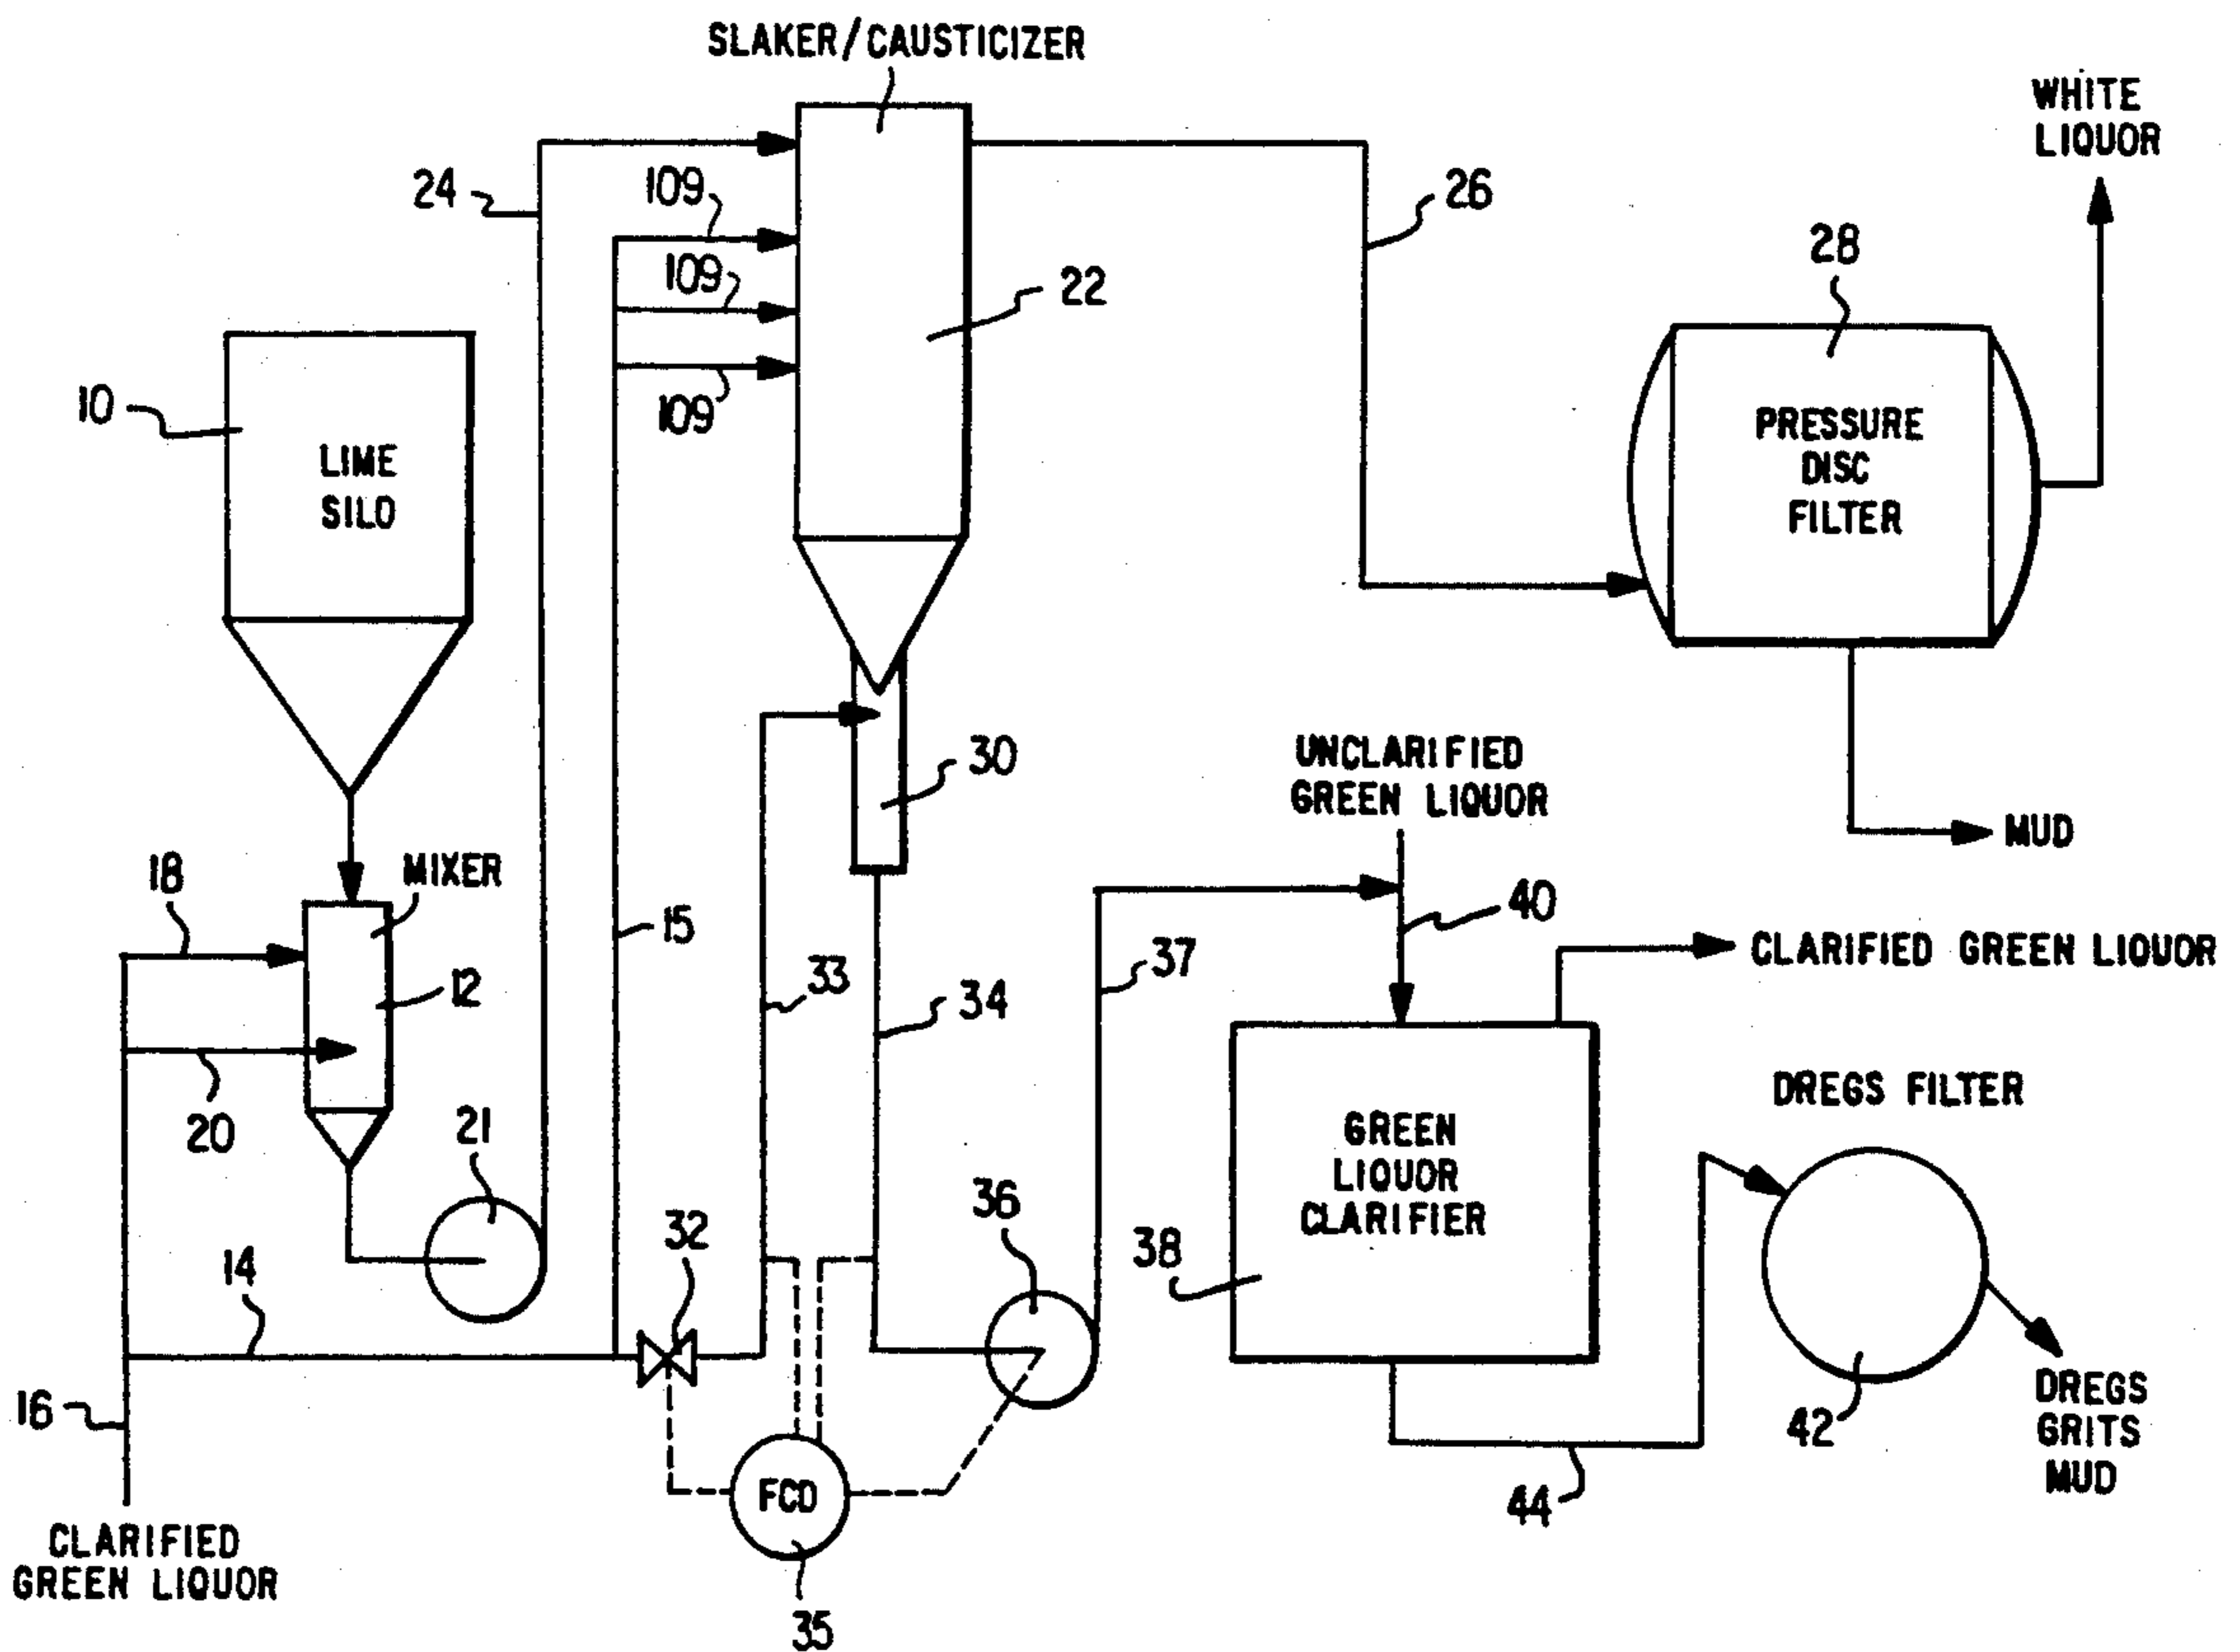 SLAKER/CAUSTICIZER
WHITE
LIQUOR
24
109
26
109
28
22
109
10
LIME
SILO
PRESSURE
DISC
FILTER
30
UNCLARIFIED
GREEN LIQUOR
MUD
18
MIXER
40
15
12
33
34
37
CLARIFIED GREEN LIQUOR
20
21
DREGS FILTER
GREEN
LIQUOR
CLARIFIER
36
32
38
14
16
42
DREGS
GRITS
MUD
FCD
44
CLARIFIED
GREEN LIQUOR
35